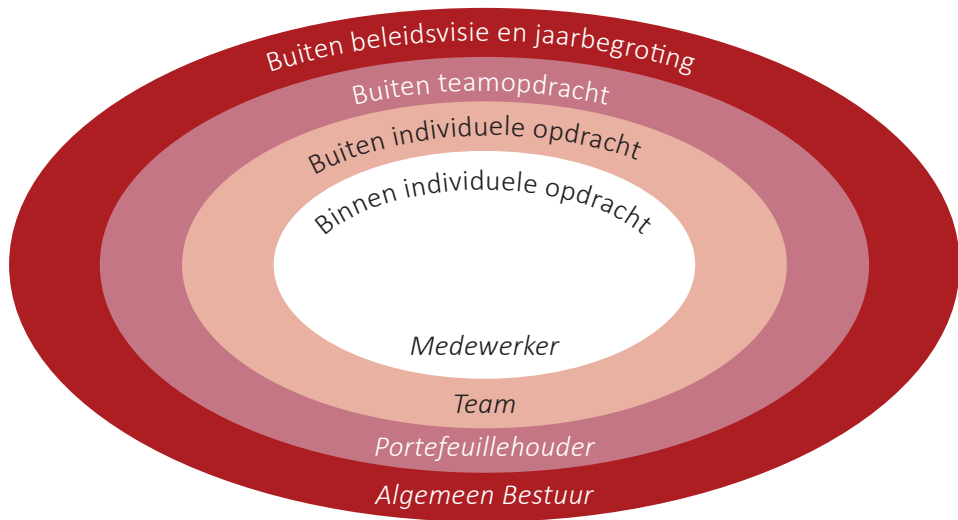 Buiten beleidsvisie en jaarbegroting
Buiten teamopdracht
Buiten individuele opdracht
Binnen individuele opdracht
Medewerker
Team
Portefeuillehouder
Algemeen Bestuur